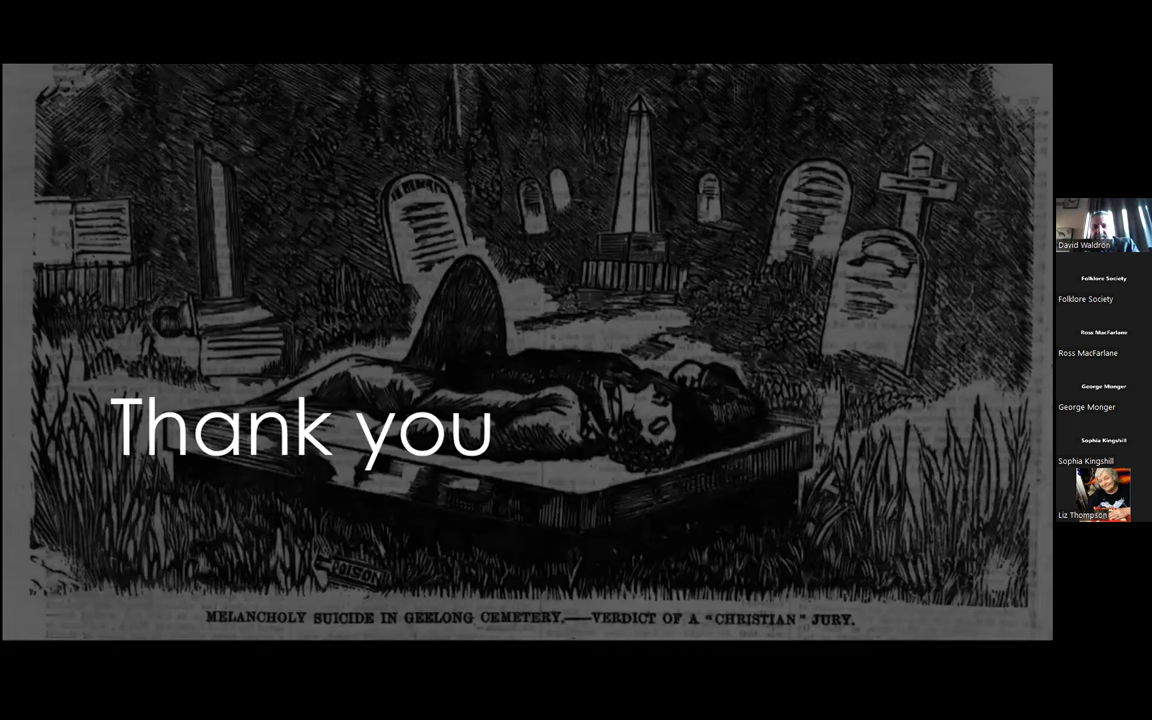 Thank you
POISON
MELANCHOLY SUICIDE IN GEELONG CEMETERY.—VERDICT OF A "CHRISTIAN" JURY.
David Waldron
Folklore Society
Folklore Society
Ross MacFarlane
Ross MacFarlane
George Monger
George Monger
Sophia Kingshill
Sophia Kingshill
Liz Thompson